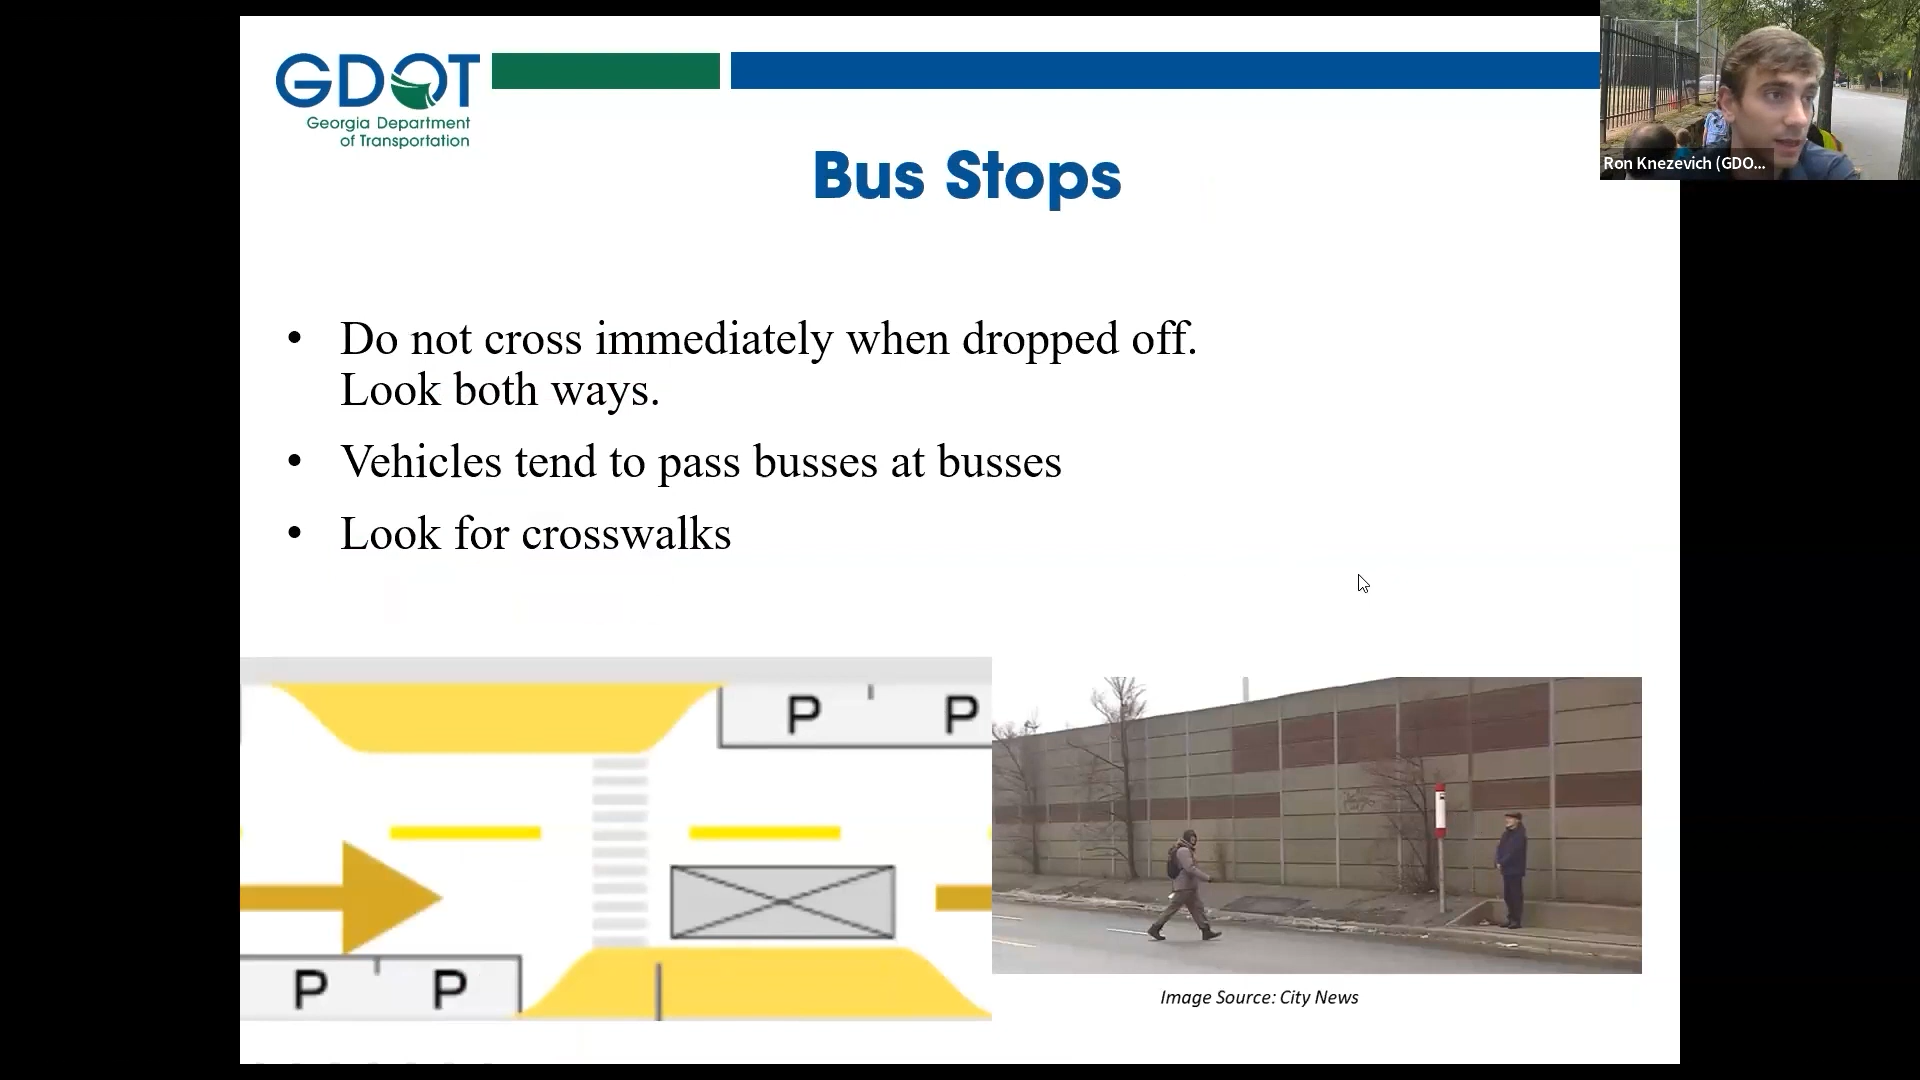 GDOT
Georgia Department
of Transportation
Ron Knezevich (GDO...
Bus Stops
• Do not cross immediately when dropped off.
Look both ways.
• Vehicles tend to pass busses at busses
• Look for crosswalks
P P
P P
Image Source: City News